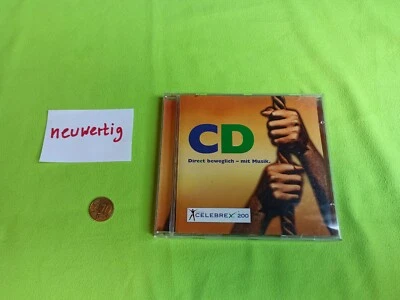 neuwertig
CD
Direct beweglich – mit Musik.
CELEBREX 200